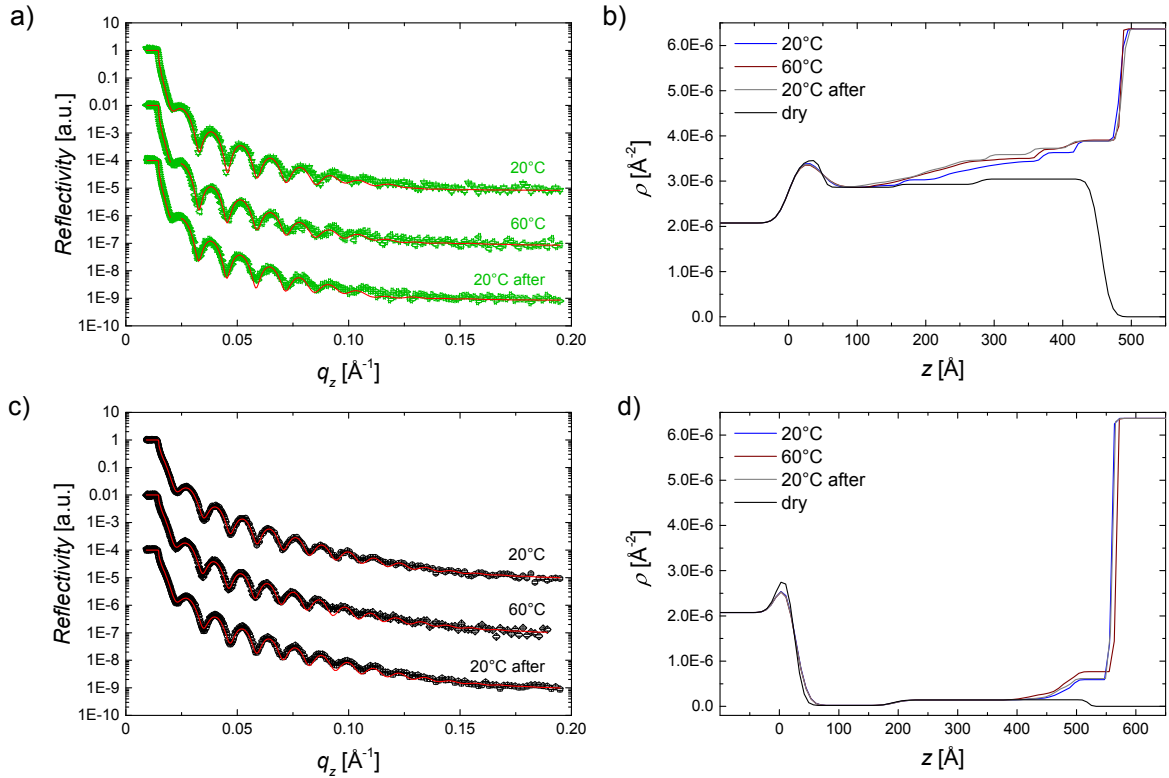 a)
Reflectivity [a.u.]
10
1
0.1
0.01
1E-3
1E-4
1E-5
1E-6
1E-7
1E-8
1E-9
1E-10
20°C
60°C
20°C after
0.00 0.05 0.10 0.15 0.20
q_z [Å⁻¹]
b)
ρ [Å⁻²]
6.0E-6
5.0E-6
4.0E-6
3.0E-6
2.0E-6
1.0E-6
0.0
20°C
60°C
20°C after
dry
0 100 200 300 400 500
z [Å]
c)
Reflectivity [a.u.]
10
1
0.1
0.01
1E-3
1E-4
1E-5
1E-6
1E-7
1E-8
1E-9
1E-10
20°C
60°C
20°C after
0.00 0.05 0.10 0.15 0.20
q_z [Å⁻¹]
d)
ρ [Å⁻²]
6.0E-6
5.0E-6
4.0E-6
3.0E-6
2.0E-6
1.0E-6
0.0
20°C
60°C
20°C after
dry
0 100 200 300 400 500 600
z [Å]